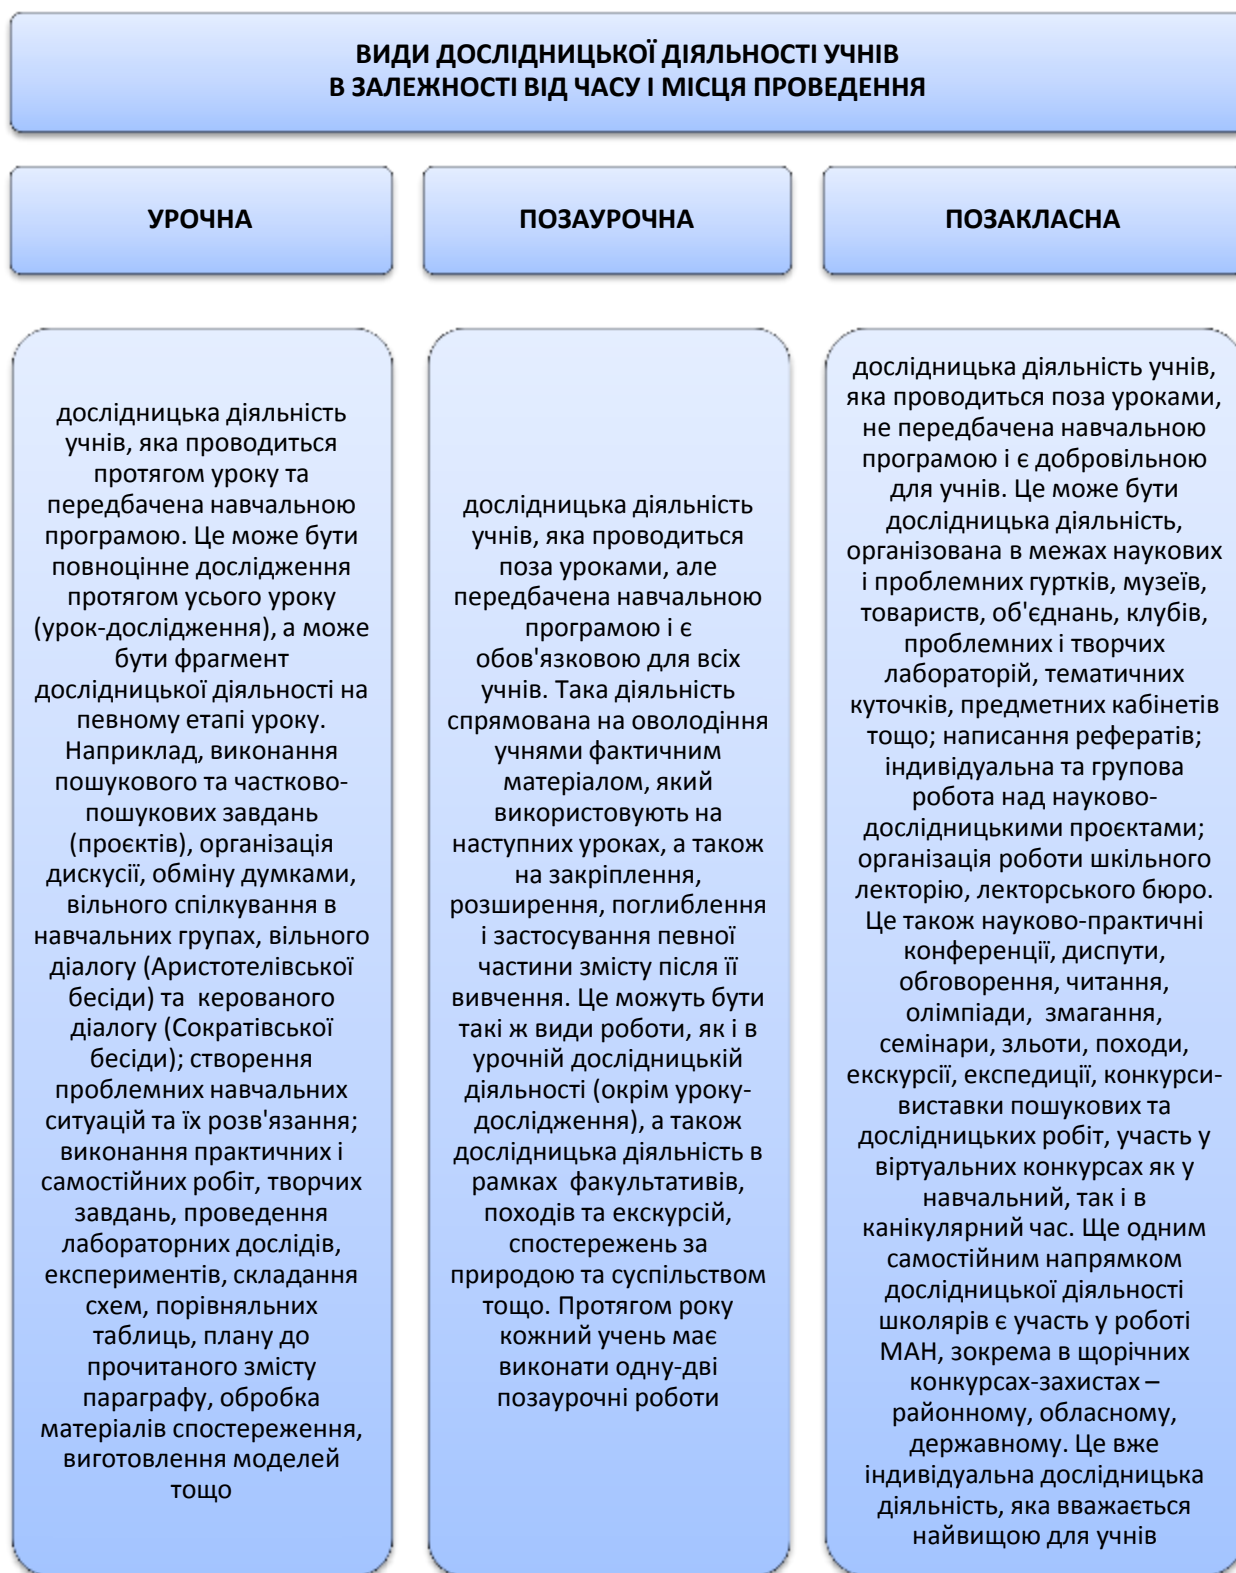 ВИДИ ДОСЛІДНИЦЬКОЇ ДІЯЛЬНОСТІ УЧНІВ
В ЗАЛЕЖНОСТІ ВІД ЧАСУ І МІСЦЯ ПРОВЕДЕННЯ
УРОЧНА
дослідницька діяльність
учнів, яка проводиться
протягом уроку та
передбачена навчальною
програмою. Це може бути
повноцінне дослідження
протягом усього уроку
(урок-дослідження), а може
бути фрагмент
дослідницької діяльності на
певному етапі уроку.
Наприклад, виконання
пошукового та частково-
пошукових завдань
(проєктів), організація
дискусії, обміну думками,
вільного спілкування в
навчальних групах, вільного
діалогу (Аристотелівської
бесіди) та керованого
діалогу (Сократівської
бесіди); створення
проблемних навчальних
ситуацій та їх розв'язання;
виконання практичних і
самостійних робіт, творчих
завдань, проведення
лабораторних дослідів,
експериментів, складання
схем, порівняльних
таблиць, плану до
прочитаного змісту
параграфу, обробка
матеріалів спостереження,
виготовлення моделей
тощо
ПОЗАУРОЧНА
дослідницька діяльність
учнів, яка проводиться
поза уроками, але
передбачена навчальною
програмою і є
обов'язковою для всіх
учнів. Така діяльність
спрямована на оволодіння
учнями фактичним
матеріалом, який
використовують на
наступних уроках, а також
на закріплення,
розширення, поглиблення
і застосування певної
частини змісту після її
вивчення. Це можуть бути
такі ж види роботи, як і в
урочній дослідницькій
діяльності (окрім уроку-
дослідження), а також
дослідницька діяльність в
рамках факультативів,
походів та екскурсій,
спостережень за
природою та суспільством
тощо. Протягом року
кожний учень має
виконати одну-дві
позаурочні роботи
ПОЗАКЛАСНА
дослідницька діяльність учнів,
яка проводиться поза уроками,
не передбачена навчальною
програмою і є добровільною
для учнів. Це може бути
дослідницька діяльність,
організована в межах наукових
і проблемних гуртків, музеїв,
товариств, об'єднань, клубів,
проблемних і творчих
лабораторій, тематичних
куточків, предметних кабінетів
тощо; написання рефератів;
індивідуальна та групова
робота над науково-
дослідницькими проєктами;
організація роботи шкільного
лекторію, лекторського бюро.
Це також науково-практичні
конференції, диспути,
обговорення, читання,
олімпіади, змагання,
семінари, зльоти, походи,
екскурсії, експедиції, конкурси-
виставки пошукових та
дослідницьких робіт, участь у
віртуальних конкурсах як у
навчальний, так і в
канікулярний час. Ще одним
самостійним напрямком
дослідницької діяльності
школярів є участь у роботі
МАН, зокрема в щорічних
конкурсах-захистах –
районному, обласному,
державному. Це вже
індивідуальна дослідницька
діяльність, яка вважається
найвищою для учнів